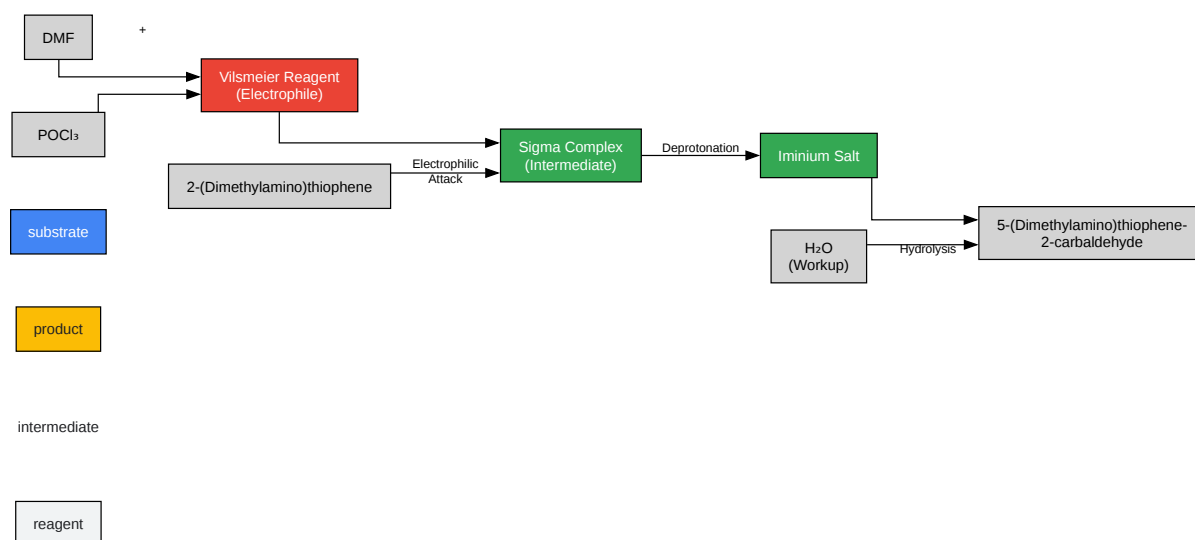 DMF
+
Vilsmeier Reagent
(Electrophile)
POCl₃
2-(Dimethylamino)thiophene
Electrophilic
Attack
Sigma Complex
(Intermediate)
Deprotonation
Iminium Salt
H₂O
(Workup)
Hydrolysis
5-(Dimethylamino)thiophene-
2-carbaldehyde
substrate
product
intermediate
reagent